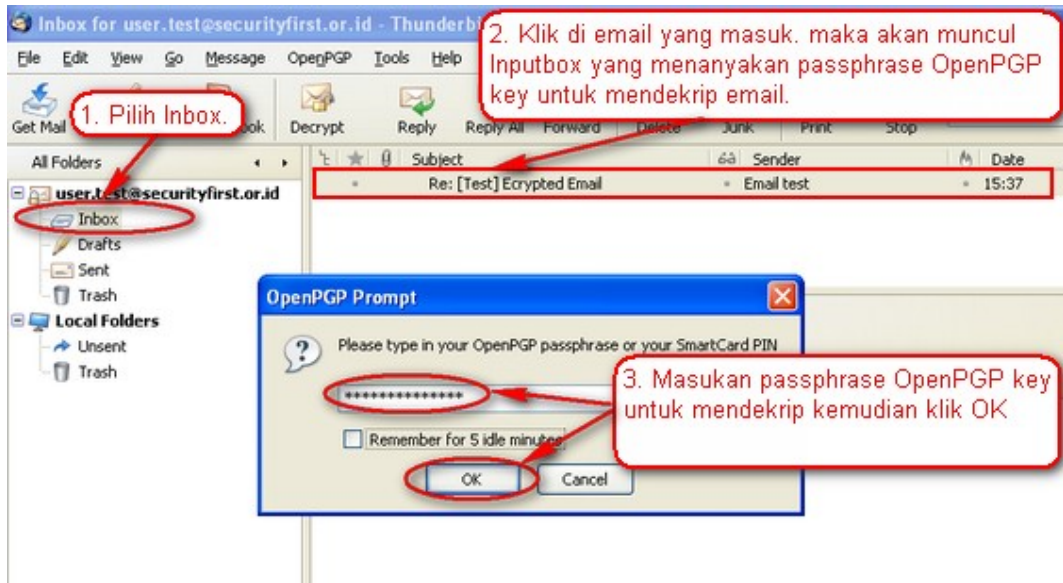 Inbox for user.test@securityfirst.or.id - Thunderbi
2. Klik di email yang masuk. maka akan muncul
Inputbox yang menanyakan passphrase OpenPGP
key untuk mendekrip email.
File Edit View Go Message OpenPGP Tools Help
1. Pilih Inbox.
Get Mail Decrypt Reply Reply All Forward Delete Junk Print Stop
All Folders Subject Sender Date
user.test@securityfirst.or.id
Re: [Test] Ecrypted Email Email test 15:37
Inbox
Drafts
Sent
Trash
Local Folders
Unsent
Trash
OpenPGP Prompt
Please type in your OpenPGP passphrase or your SmartCard PIN
**************
3. Masukan passphrase OpenPGP key
untuk mendekrip kemudian klik OK
Remember for 5 idle minutes
OK Cancel